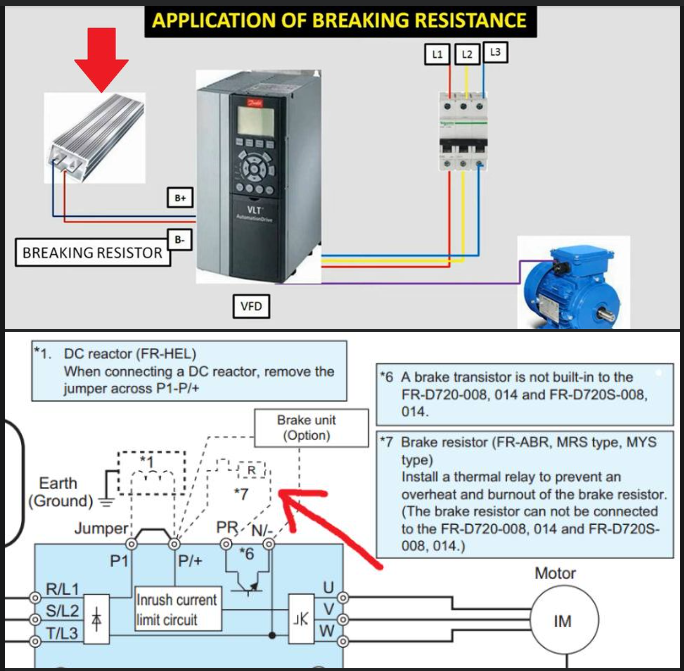 APPLICATION OF BREAKING RESISTANCE
L1
L2
L3
Danfoss
B+
VLT
AutomationDrive
B-
BREAKING RESISTOR
VFD
*1. DC reactor (FR-HEL)
When connecting a DC reactor, remove the
jumper across P1-P/+
*6 A brake transistor is not built-in to the
FR-D720-008, 014 and FR-D720S-008,
014.
Brake unit
(Option)
*7 Brake resistor (FR-ABR, MRS type, MYS
type)
Install a thermal relay to prevent an
overheat and burnout of the brake resistor.
(The brake resistor can not be connected
to the FR-D720-008, 014 and FR-D720S-
008, 014.)
*1
R
*7
Earth
(Ground)
Jumper
PR
N/-
P1
P/+
*6
Motor
R/L1
S/L2
T/L3
Inrush current
limit circuit
U
V
W
IM